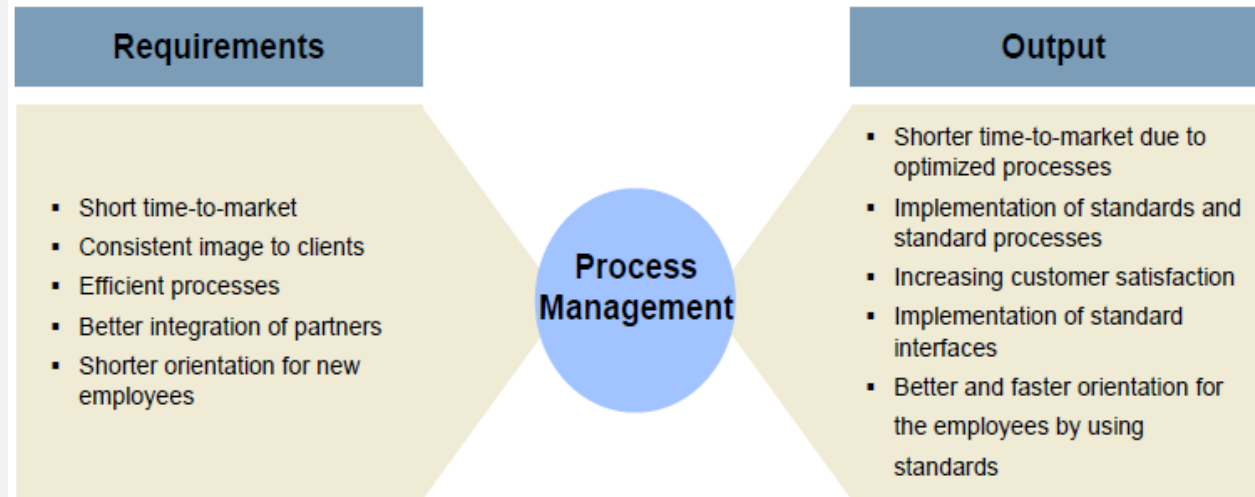 Requirements
▪ Short time-to-market
▪ Consistent image to clients
▪ Efficient processes
▪ Better integration of partners
▪ Shorter orientation for new
employees
Process
Management
Output
▪ Shorter time-to-market due to
optimized processes
▪ Implementation of standards and
standard processes
▪ Increasing customer satisfaction
▪ Implementation of standard
interfaces
▪ Better and faster orientation for
the employees by using
standards